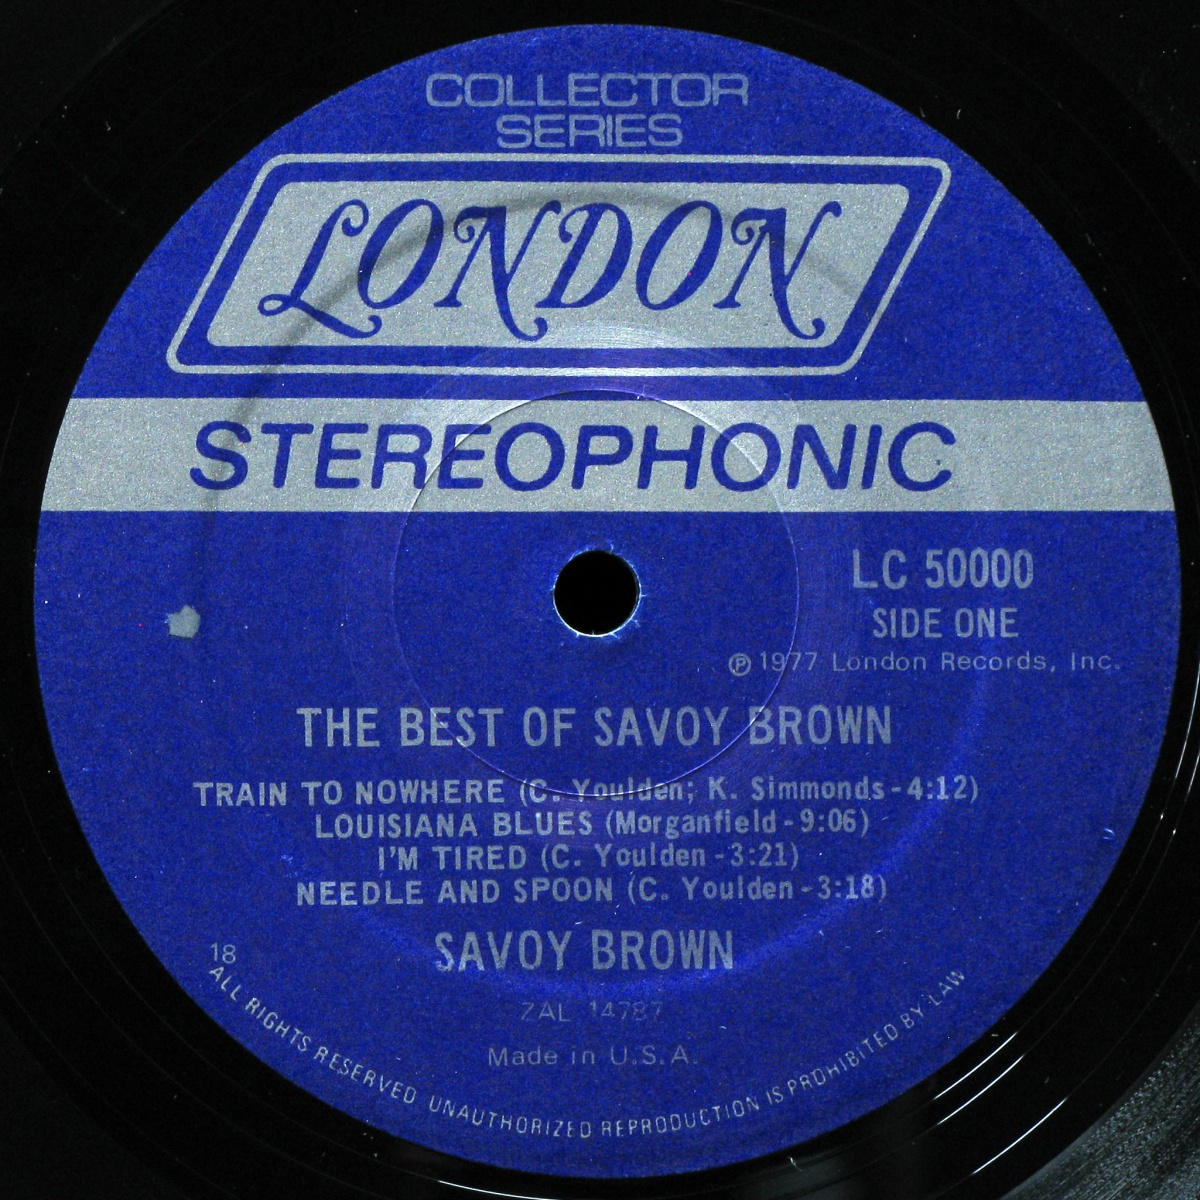 COLLECTOR
SERIES
LONDON
STEREOPHONIC
LC 50000
SIDE ONE
℗ 1977 London Records, Inc.
THE BEST OF SAVOY BROWN
TRAIN TO NOWHERE (C. Youlden; K. Simmonds - 4:12)
LOUISIANA BLUES (Morganfield - 9:06)
I'M TIRED (C. Youlden - 3:21)
NEEDLE AND SPOON (C. Youlden - 3:18)
SAVOY BROWN
18
ZAL 14787
Made in U.S.A.
ALL RIGHTS RESERVED UNAUTHORIZED REPRODUCTION IS PROHIBITED BY LAW